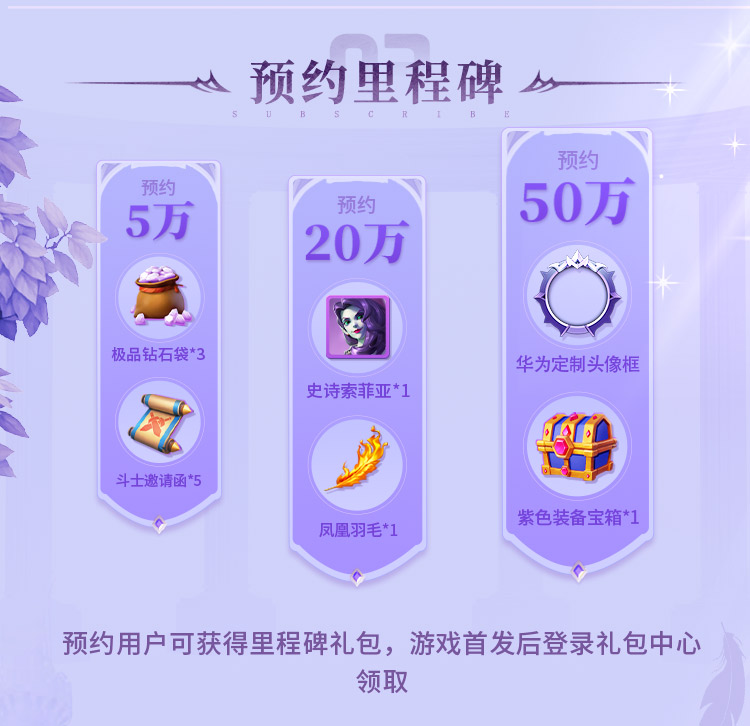 03
预约里程碑
SUBSCRIBE
预约
5万
极品钻石袋*3
斗士邀请函*5
预约
20万
史诗索菲亚*1
凤凰羽毛*1
预约
50万
华为定制头像框
紫色装备宝箱*1
预约用户可获得里程碑礼包，游戏首发后登录礼包中心
领取